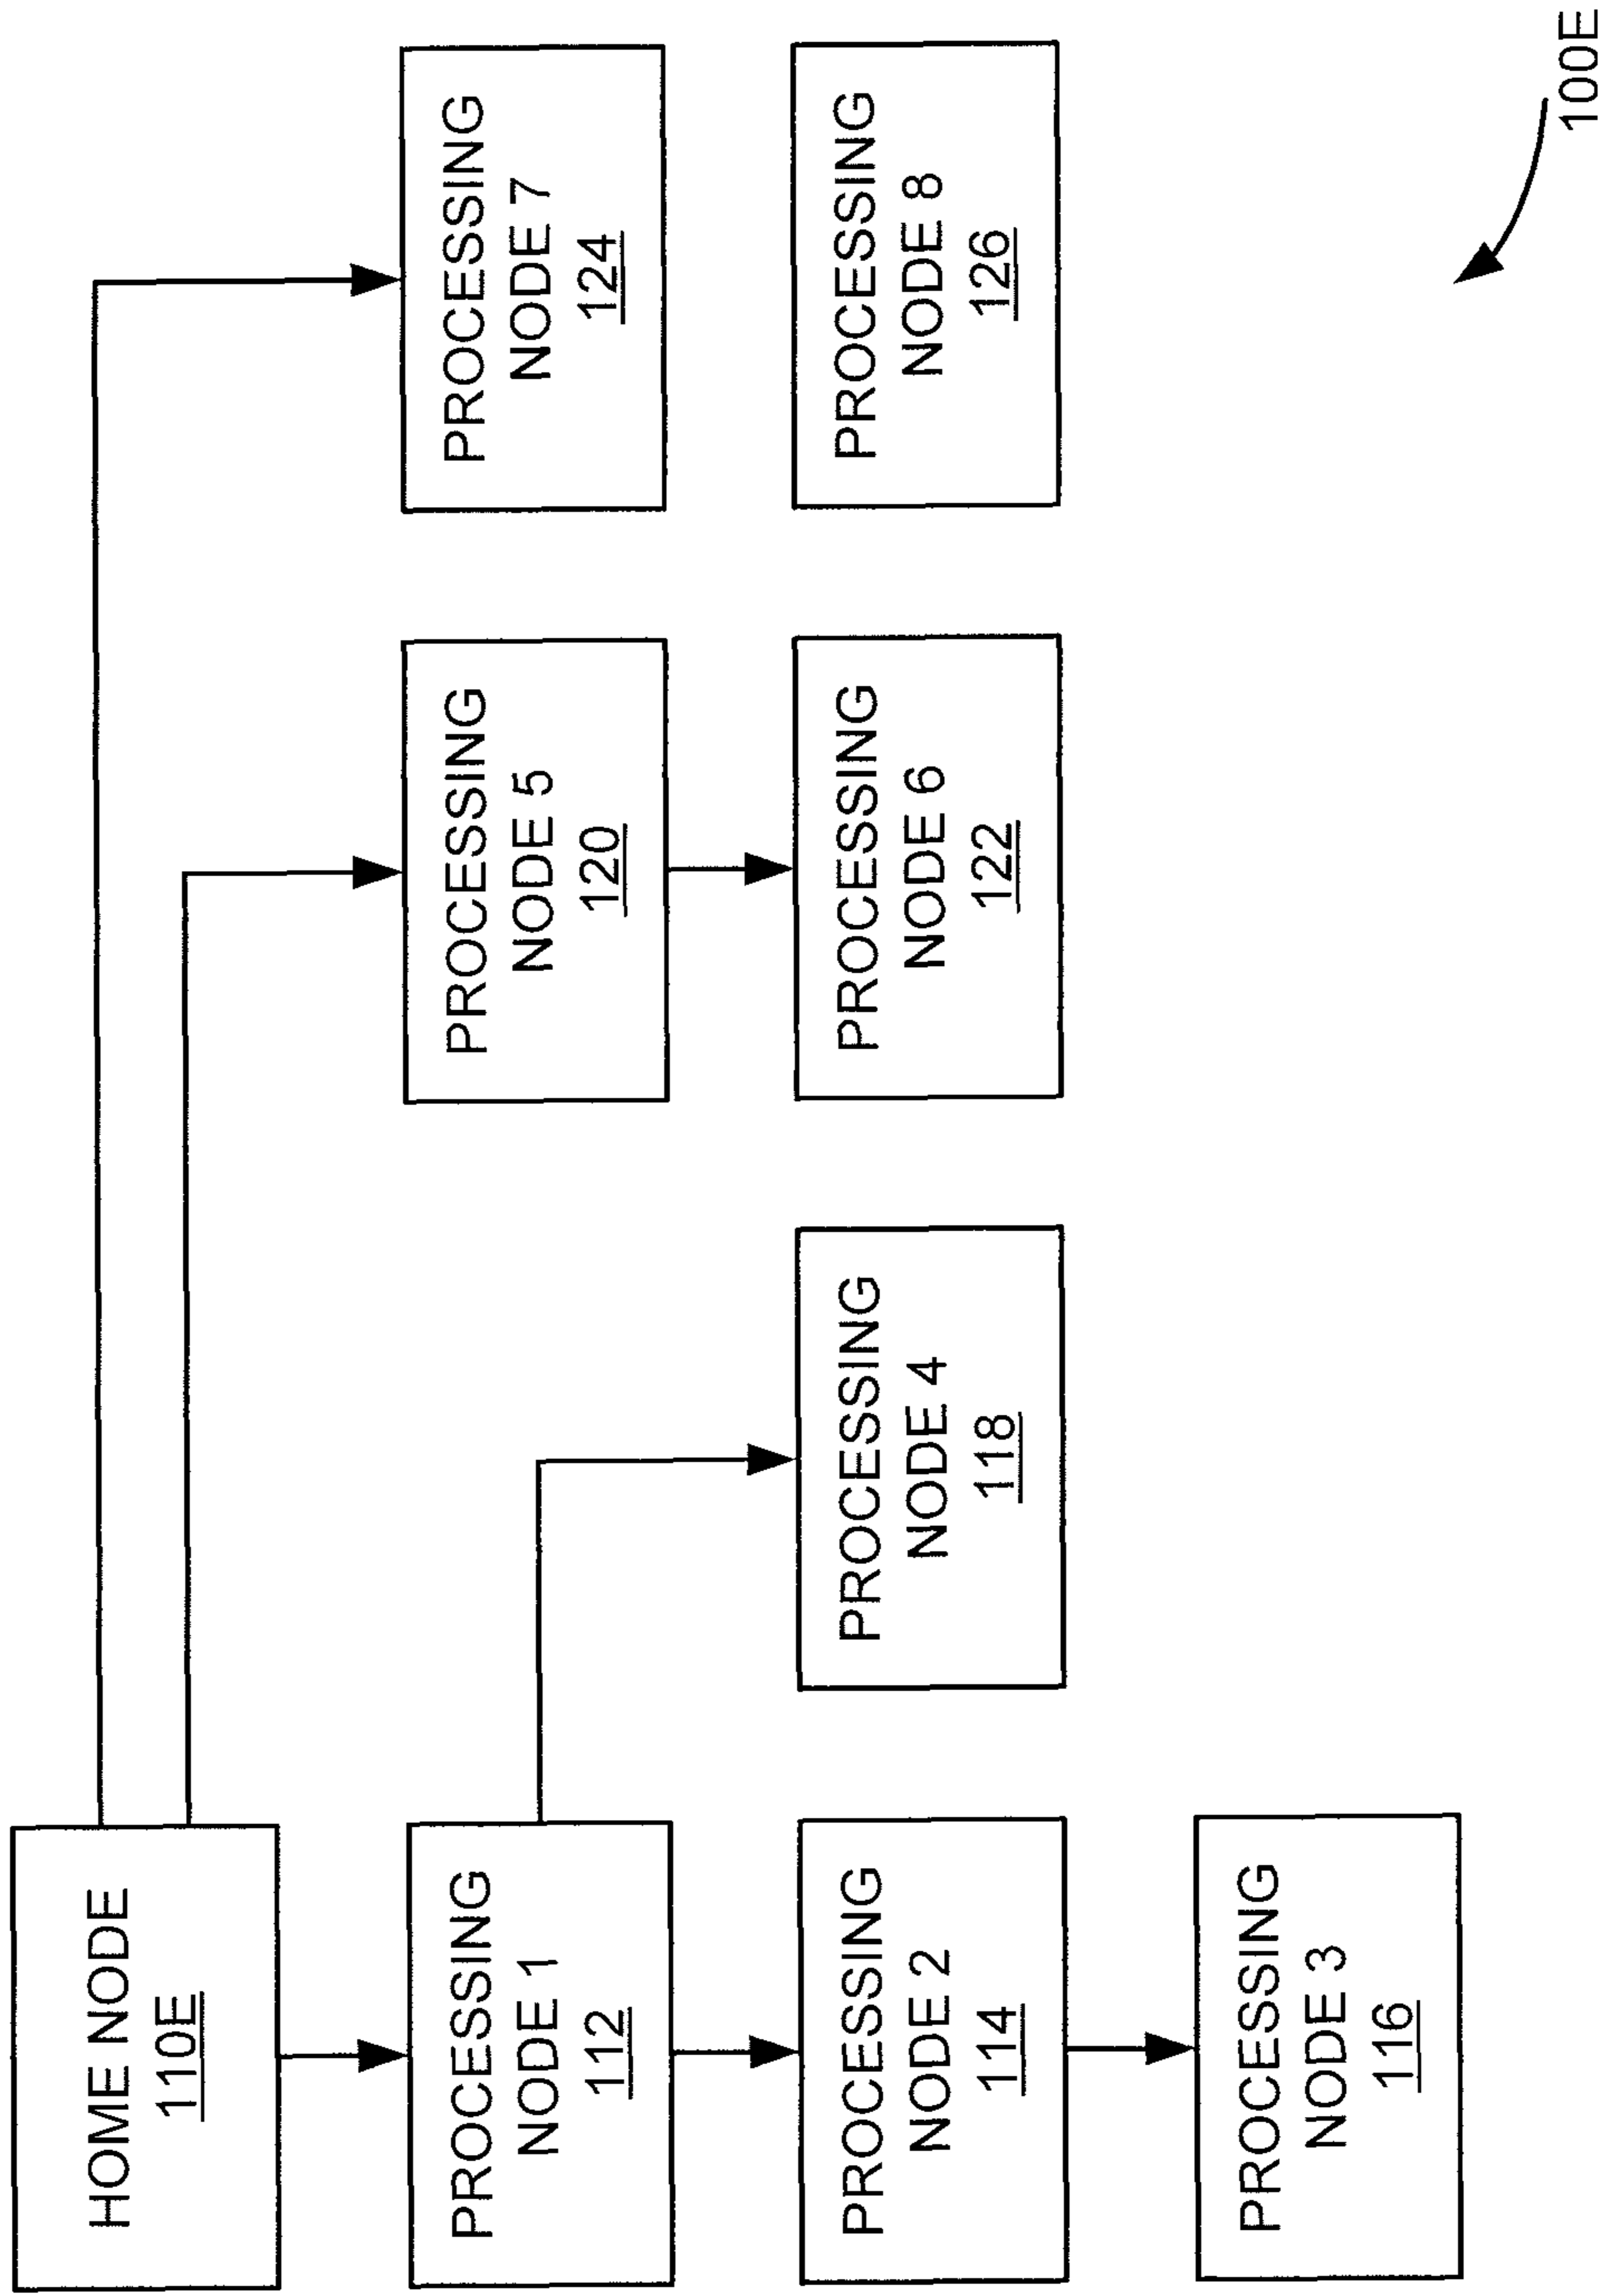 HOME NODE
110E
PROCESSING
NODE 1
112
PROCESSING
NODE 5
120
PROCESSING
NODE 7
124
PROCESSING
NODE 2
114
PROCESSING
NODE 4
118
PROCESSING
NODE 6
122
PROCESSING
NODE 8
126
PROCESSING
NODE 3
116
100E